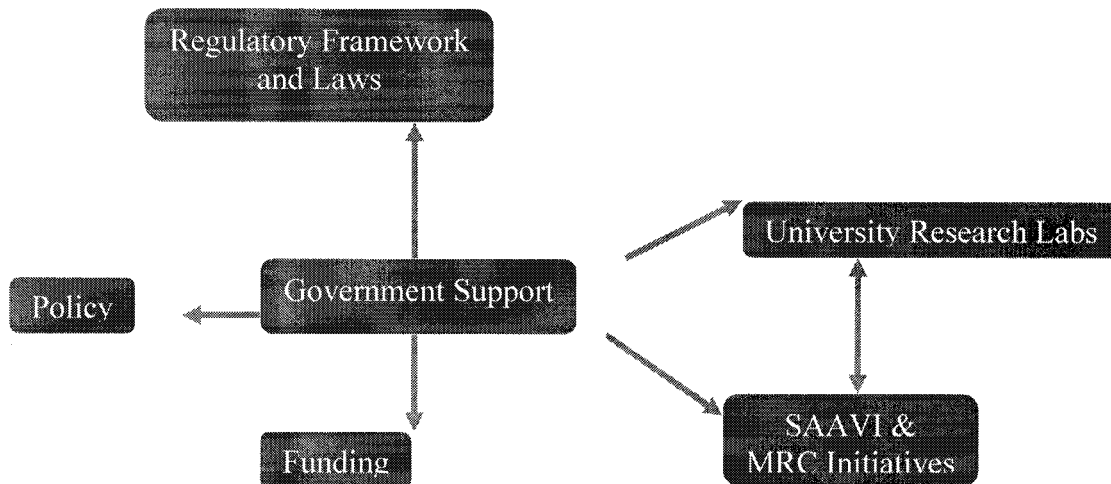 Regulatory Framework
and Laws
University Research Labs
Government Support
Policy
SAAVI &
MRC Initiatives
Funding